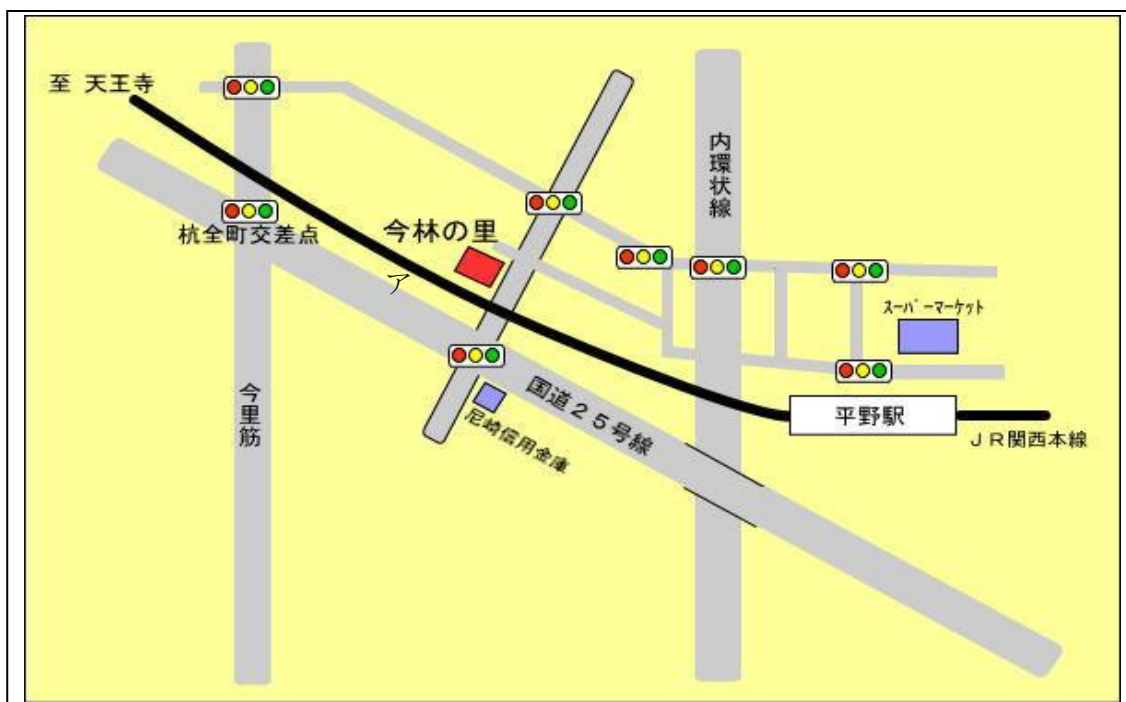 至 天王寺
内環状線
今林の里
杭全町交差点
ア
スーパーマーケット
今里筋
国道25号線
尼崎信用金庫
平野駅
JR関西本線